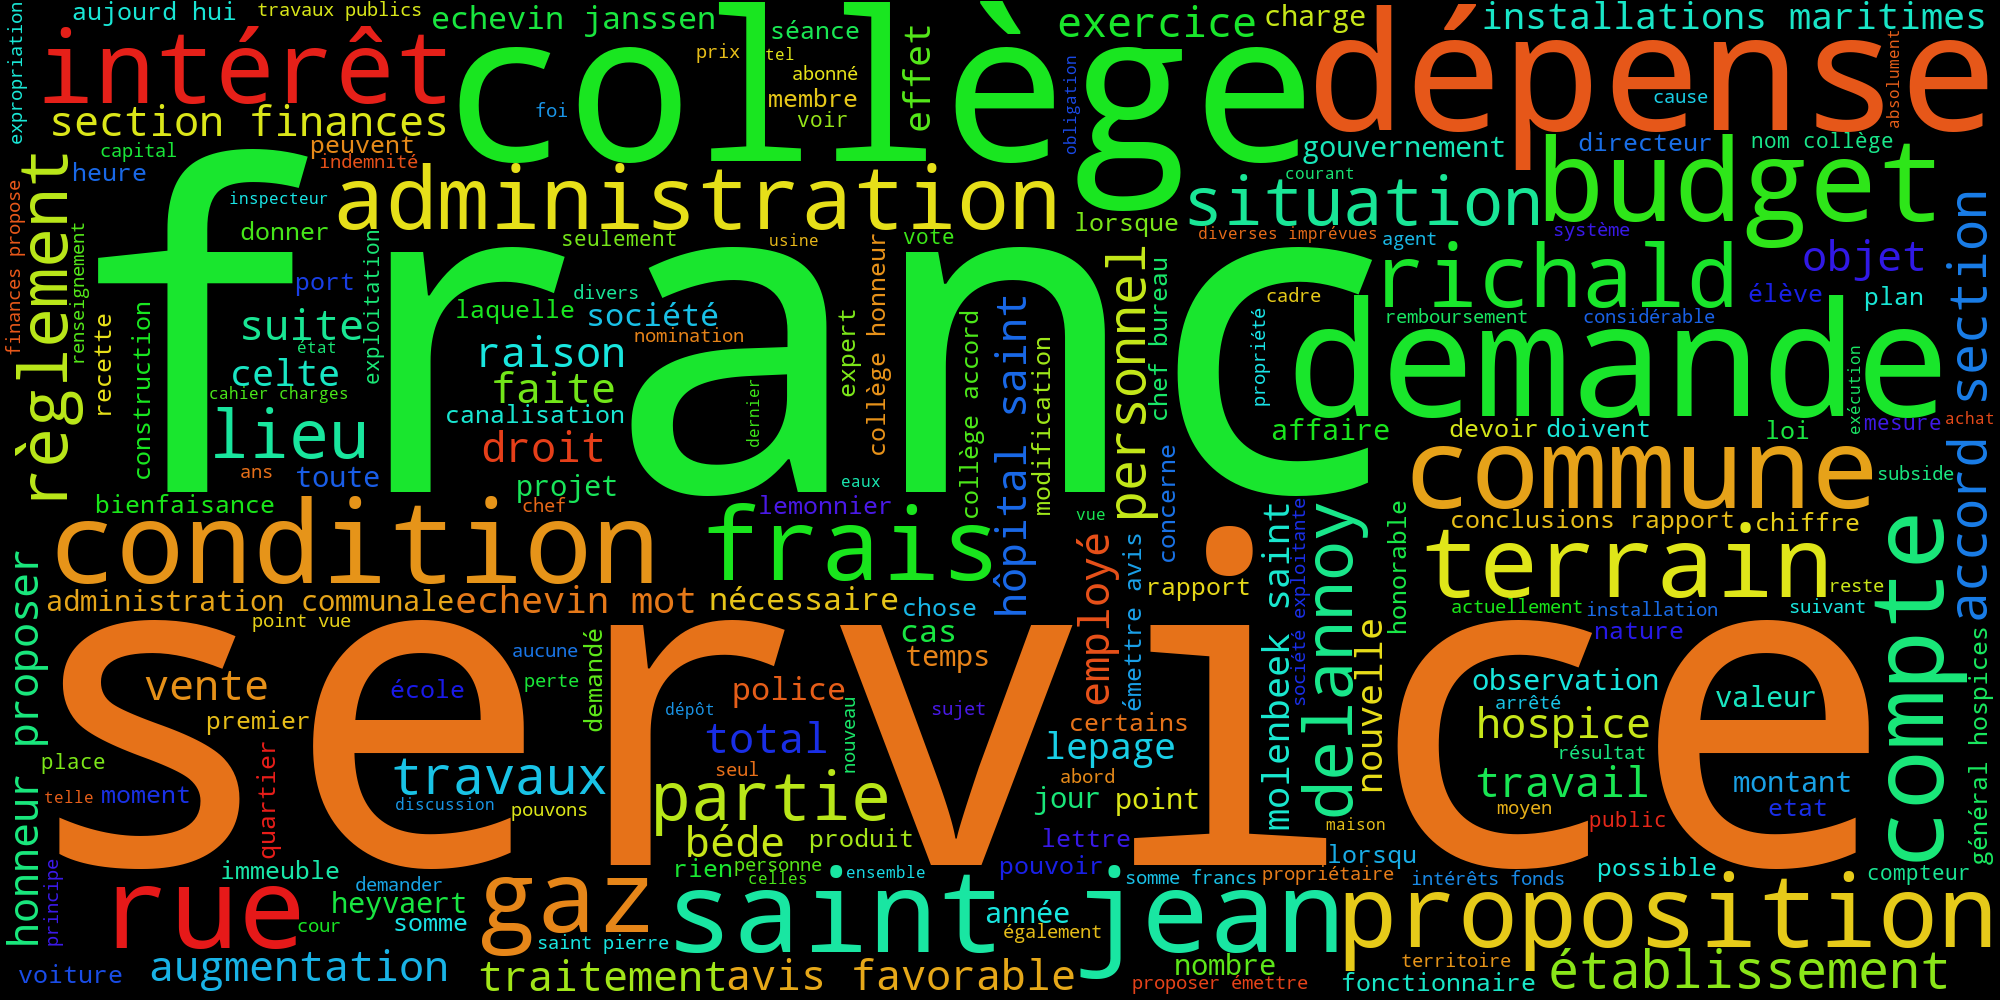 aujourd hui
travaux publics
echevin janssen
collège
séance
exercice
charge
installations maritimes
expropriation
intérêt
prix
tel
abonné
membre
voir
effet
foi
obligation
dépense
cause
absolument
section finances
capital
peuvent
indemnité
heure
gouvernement
directeur
nom collège
courant
budget
règlement
finances propose
inspecteur
administration
situation
lorsque
donner
seulement
usine
vote
diverses imprévues
agent
système
franc
renseignement
exploitation
port
richald
objet
élève
plan
laquelle
divers
société
nomination
collège honneur
personnel
chef bureau
cadre
remboursement
considérable
accord section
recette
construction
suite
état
celte
cahier charges
raison
faite
canalisation
dernier
expert
collège accord
hôpital saint
modification
propriété
demande
exécution
lieu
droit
affaire
devoir
doivent
loi
mesure
achat
ans
toute
projet
eaux
concerne
commune
subside
bienfaisance
chef
lemonnier
vue
condition
frais
employé
émettre avis
molenbeek saint
société exploitante
delannoy
honorable
conclusions rapport
chiffre
terrain
compte
honneur proposer
rapport
reste
administration communale
echevin mot
nécessaire
chose
actuellement
installation
suivant
point vue
cas
temps
nouvelle
nature
service
aucune
demandé
vente
école
perte
police
observation
arrêté
valeur
hospice
premier
dépôt
nouveau
sujet
certains
général hospices
quartier
total
lepage
résultat
place
travaux
seul
abord
travail
montant
telle
moment
discussion
pouvons
partie
jour
point
moyen
etat
public
maison
béde
produit
lettre
principe
immeuble
rien
personne
celles
ensemble
pouvoir
lorsqu
possible
compteur
demander
somme francs
propriétaire
intérêts fonds
rue
heyvaert
gaz
saint jean
proposition
cour
somme
année
saint pierre
également
voiture
augmentation
traitement
avis favorable
nombre
territoire
proposer émettre
fonctionnaire
établissement